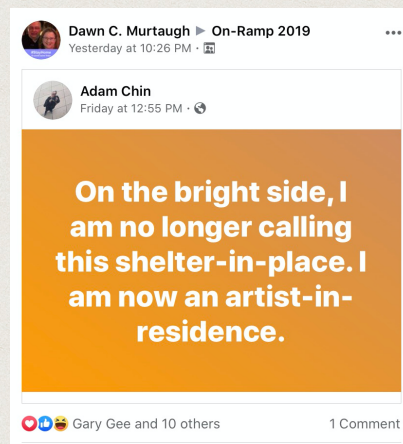 Dawn C. Murtaugh ▶ On-Ramp 2019
Yesterday at 10:26 PM ·
Adam Chin
Friday at 12:55 PM ·
On the bright side, I
am no longer calling
this shelter-in-place. I
am now an artist-in-
residence.
Gary Gee and 10 others 1 Comment